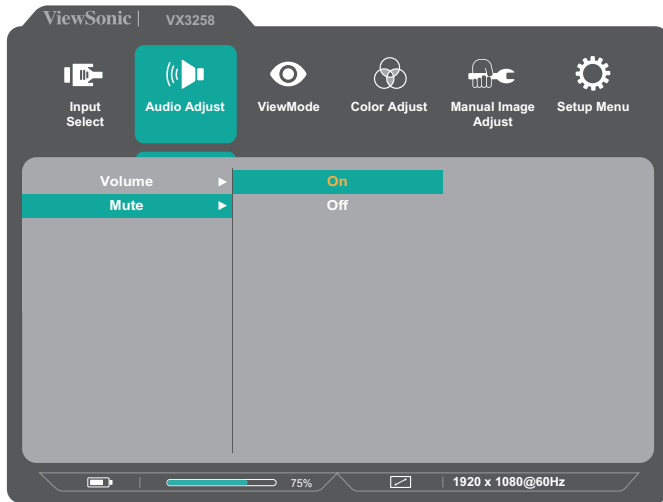 ViewSonic | VX3258
Input
Select
Audio Adjust
ViewMode
Color Adjust
Manual Image
Adjust
Setup Menu
Volume
On
Mute
Off
75%
1920 x 1080@60Hz